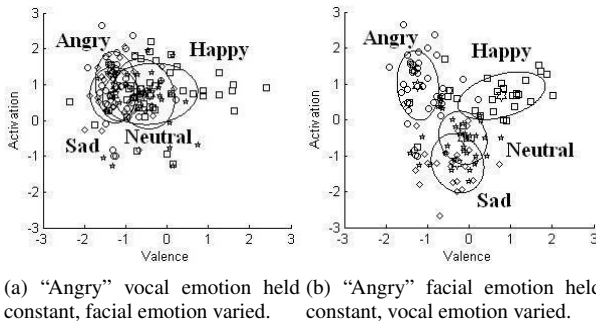 3
2
1
0
-1
-2
-3
-3 -2 -1 0 1 2 3
Activation
Valence
Angry
Happy
Sad
Neutral
3
2
1
0
-1
-2
-3
-3 -2 -1 0 1 2 3
Activation
Valence
Angry
Happy
Neutral
Sad
(a) “Angry” vocal emotion held
constant, facial emotion varied.
(b) “Angry” facial emotion held
constant, vocal emotion varied.